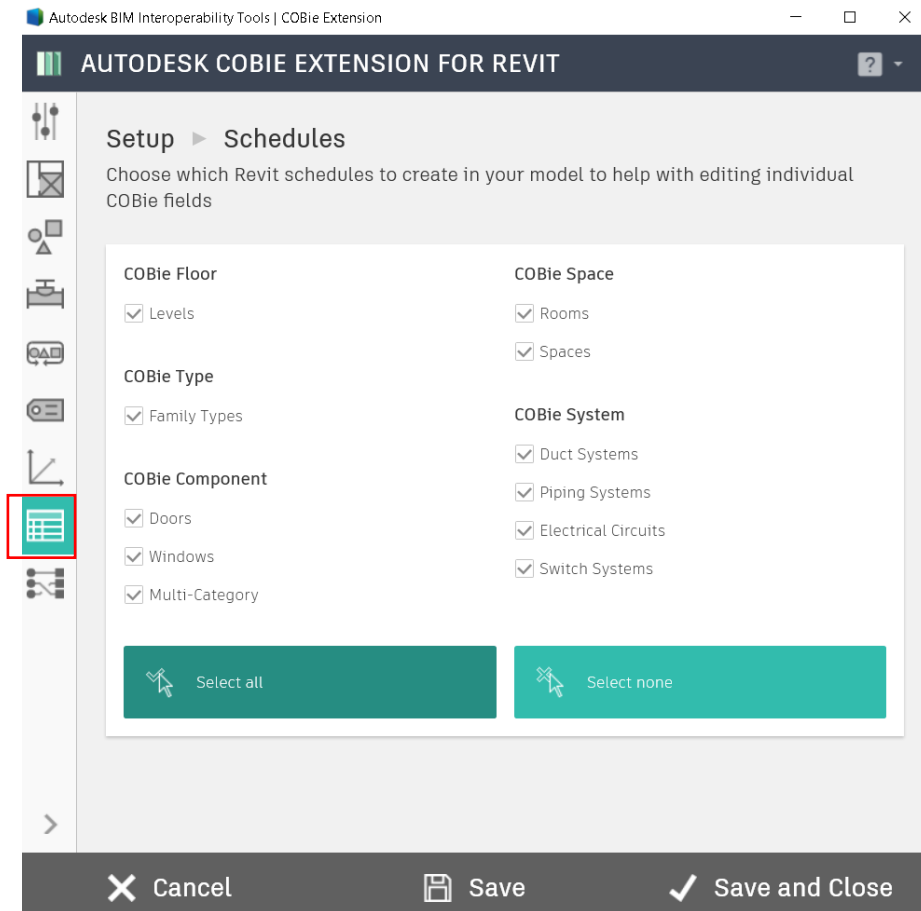 Autodesk BIM Interoperability Tools | COBie Extension
AUTODESK COBIE EXTENSION FOR REVIT
?
Setup ► Schedules
Choose which Revit schedules to create in your model to help with editing individual
COBie fields
COBie Floor
Levels
COBie Type
Family Types
COBie Component
Doors
Windows
Multi-Category
COBie Space
Rooms
Spaces
COBie System
Duct Systems
Piping Systems
Electrical Circuits
Switch Systems
Select all
Select none
Cancel
Save
Save and Close